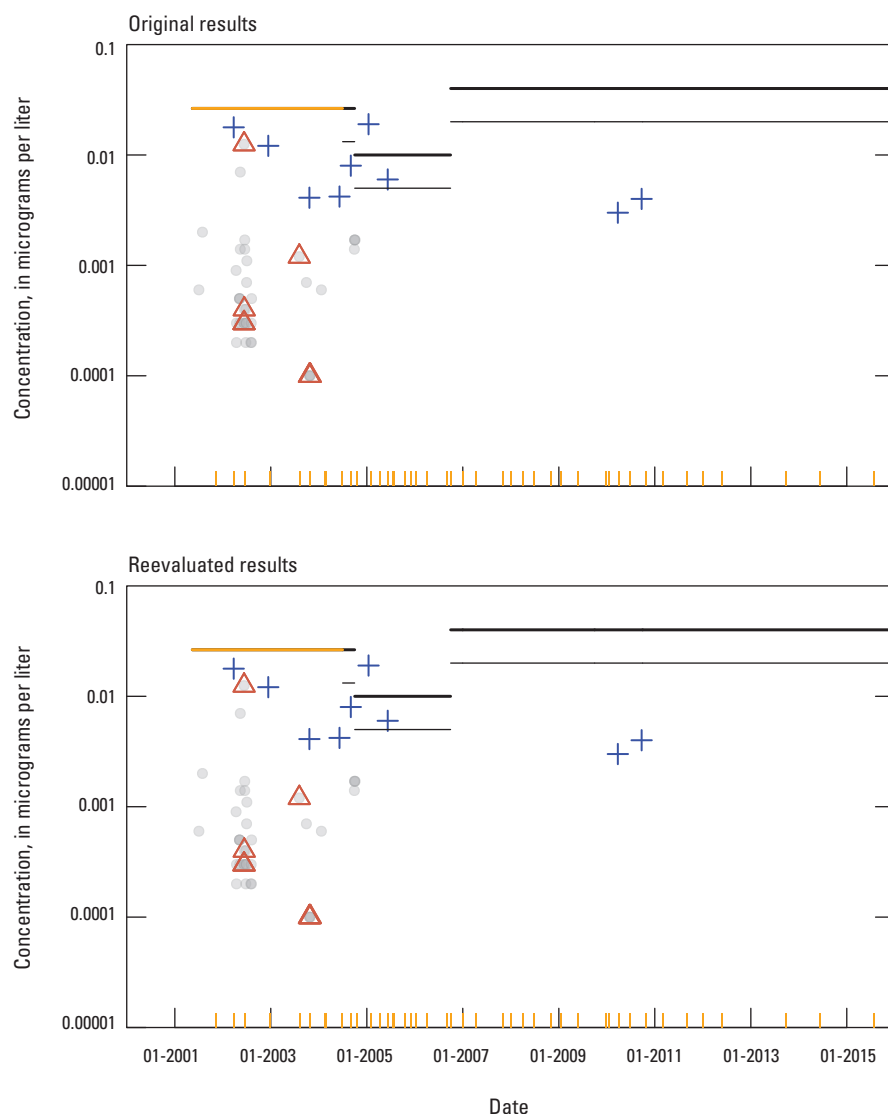 Original results
0.1
0.01
0.001
0.0001
0.00001
Concentration, in micrograms per liter
Reevaluated results
0.1
0.01
0.001
0.0001
0.00001
Concentration, in micrograms per liter
01-2001 01-2003 01-2005 01-2007 01-2009 01-2011 01-2013 01-2015
Date